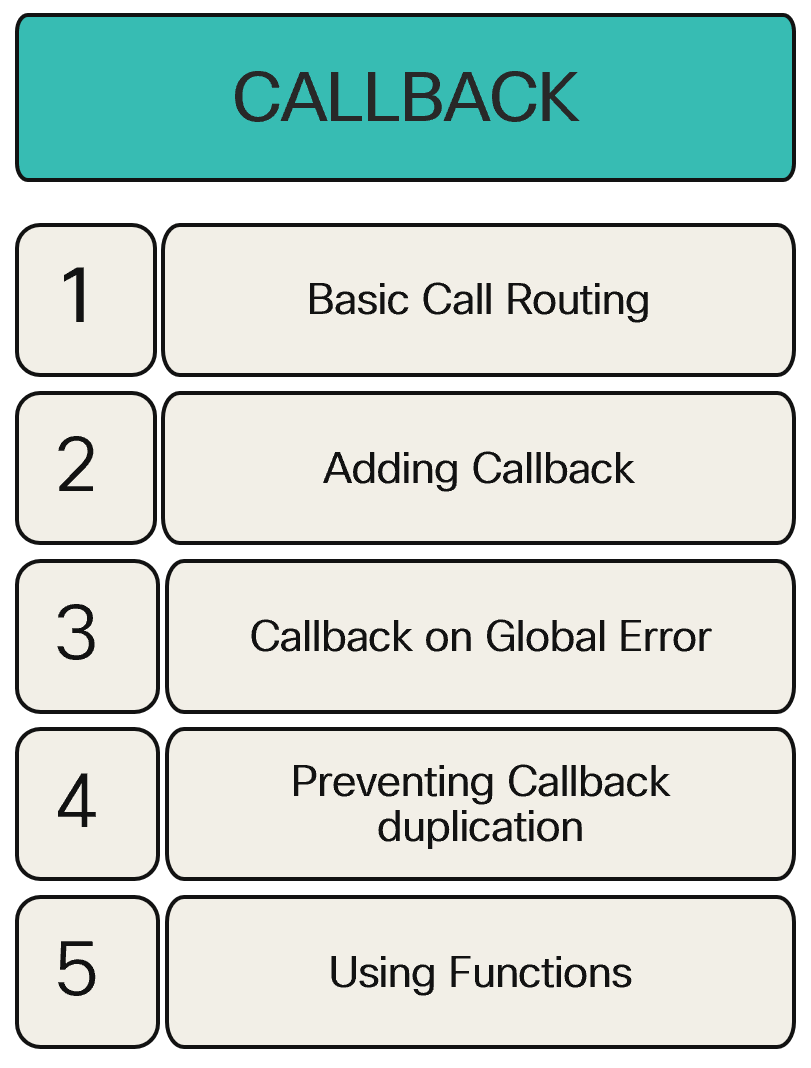 CALLBACK
1 Basic Call Routing
2 Adding Callback
3 Callback on Global Error
4 Preventing Callback
duplication
5 Using Functions